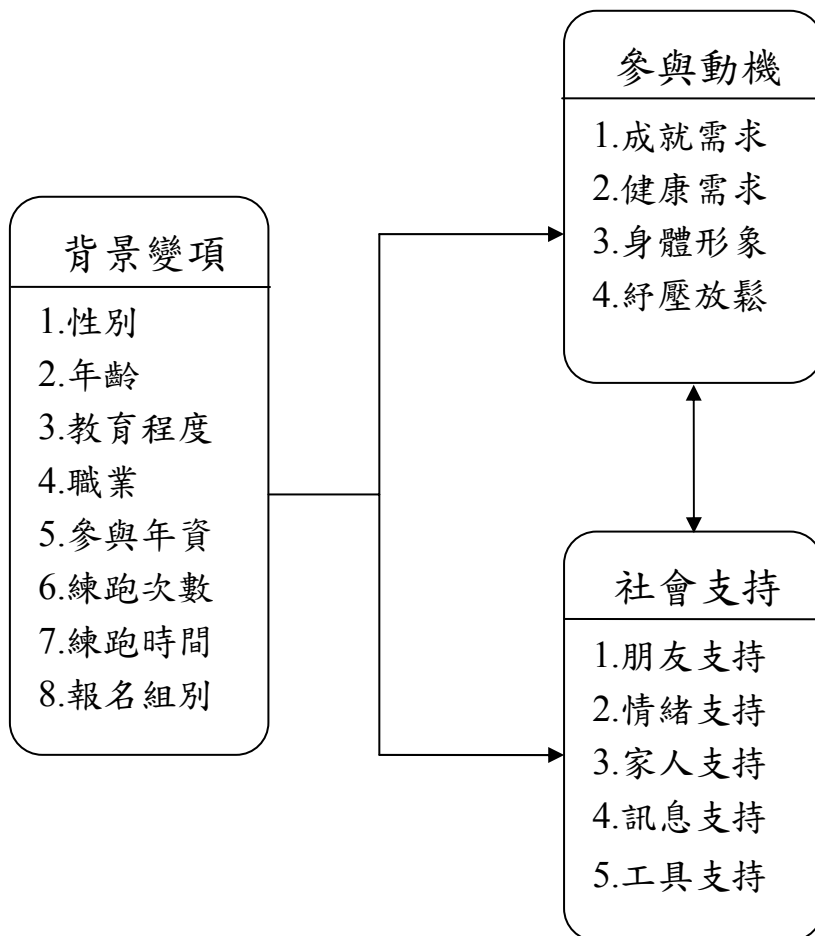 背景變項
1.性別
2.年齡
3.教育程度
4.職業
5.參與年資
6.練跑次數
7.練跑時間
8.報名組別
參與動機
1.成就需求
2.健康需求
3.身體形象
4.紓壓放鬆
社會支持
1.朋友支持
2.情緒支持
3.家人支持
4.訊息支持
5.工具支持